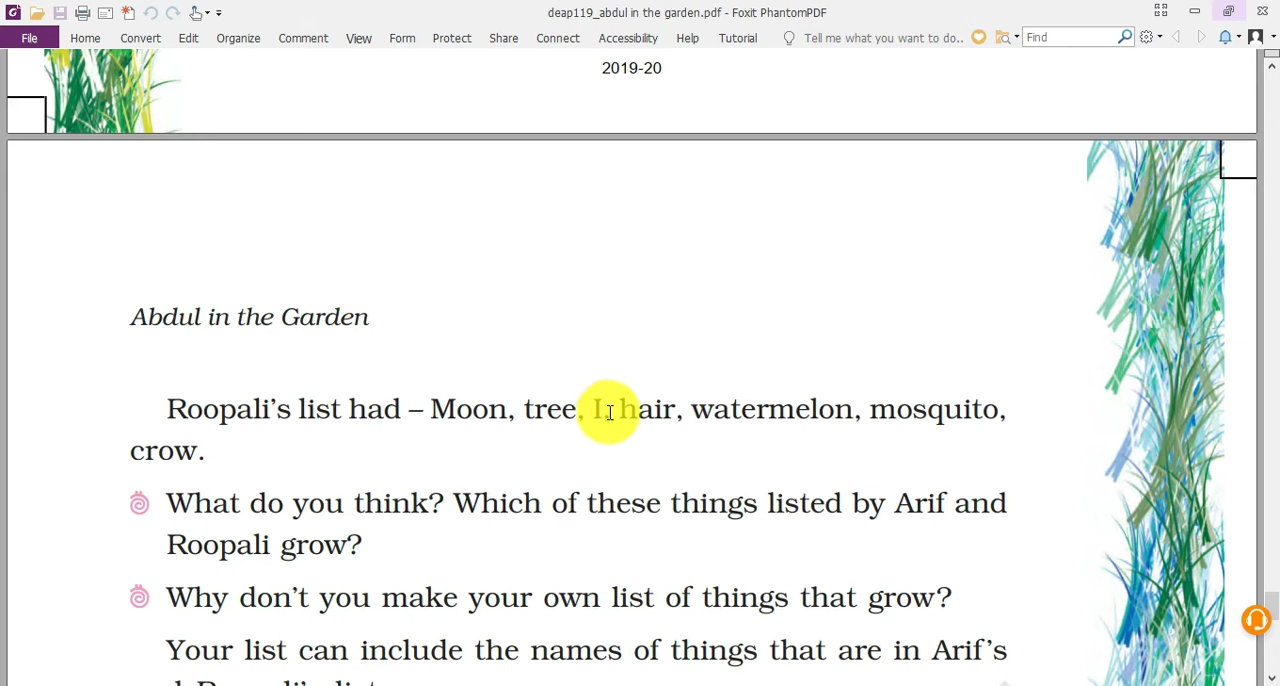 deap119_abdul in the garden.pdf - Foxit PhantomPDF
File Home Convert Edit Organize Comment View Form Protect Share Connect Accessibility Help Tutorial Tell me what you want to do.. Find
2019-20
Abdul in the Garden
Roopali's list had – Moon, tree, I, hair, watermelon, mosquito,
crow.
What do you think? Which of these things listed by Arif and
Roopali grow?
Why don't you make your own list of things that grow?
Your list can include the names of things that are in Arif's